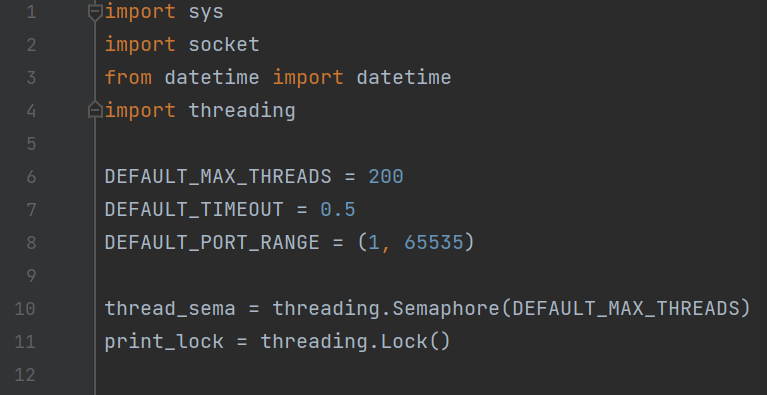 1 import sys
2 import socket
3 from datetime import datetime
4 import threading
5
6 DEFAULT_MAX_THREADS = 200
7 DEFAULT_TIMEOUT = 0.5
8 DEFAULT_PORT_RANGE = (1, 65535)
9
10 thread_sema = threading.Semaphore(DEFAULT_MAX_THREADS)
11 print_lock = threading.Lock()
12